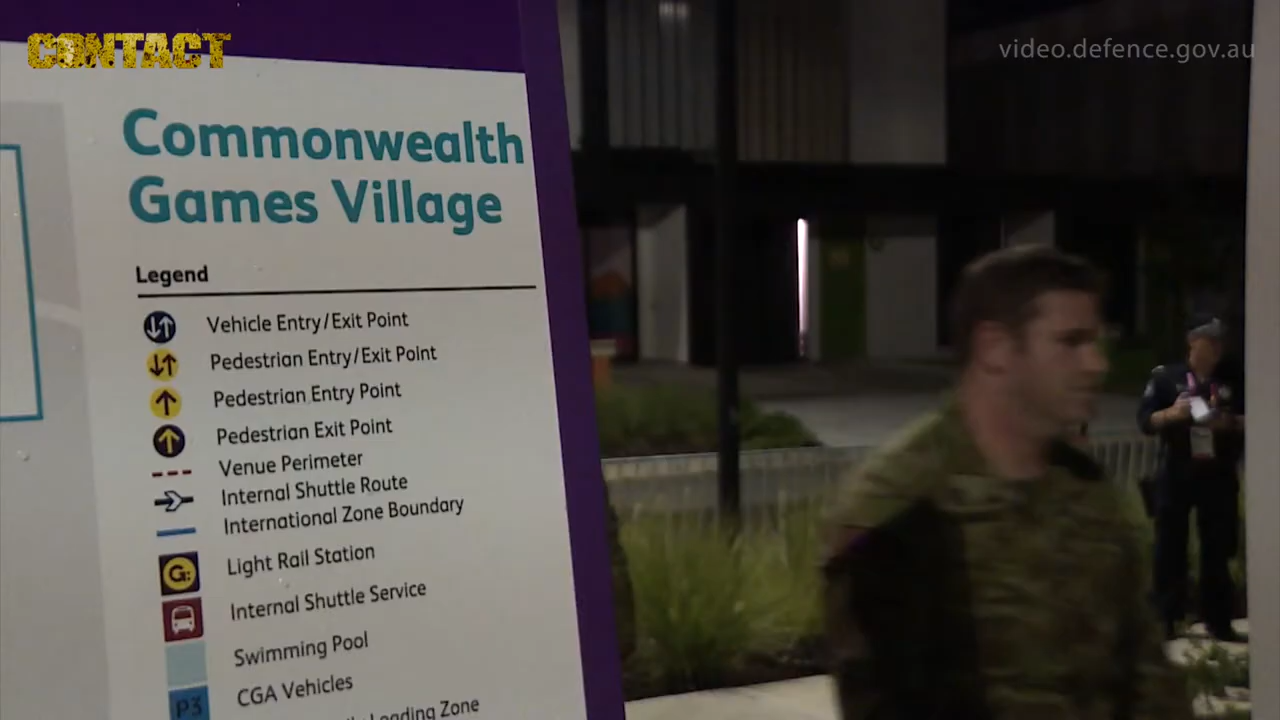 CONTACT
video.defence.gov.au
Commonwealth
Games Village
Legend
Vehicle Entry/Exit Point
Pedestrian Entry/Exit Point
Pedestrian Entry Point
Pedestrian Exit Point
Venue Perimeter
Internal Shuttle Route
International Zone Boundary
G: Light Rail Station
Internal Shuttle Service
Swimming Pool
P3 CGA Vehicles
Loading Zone